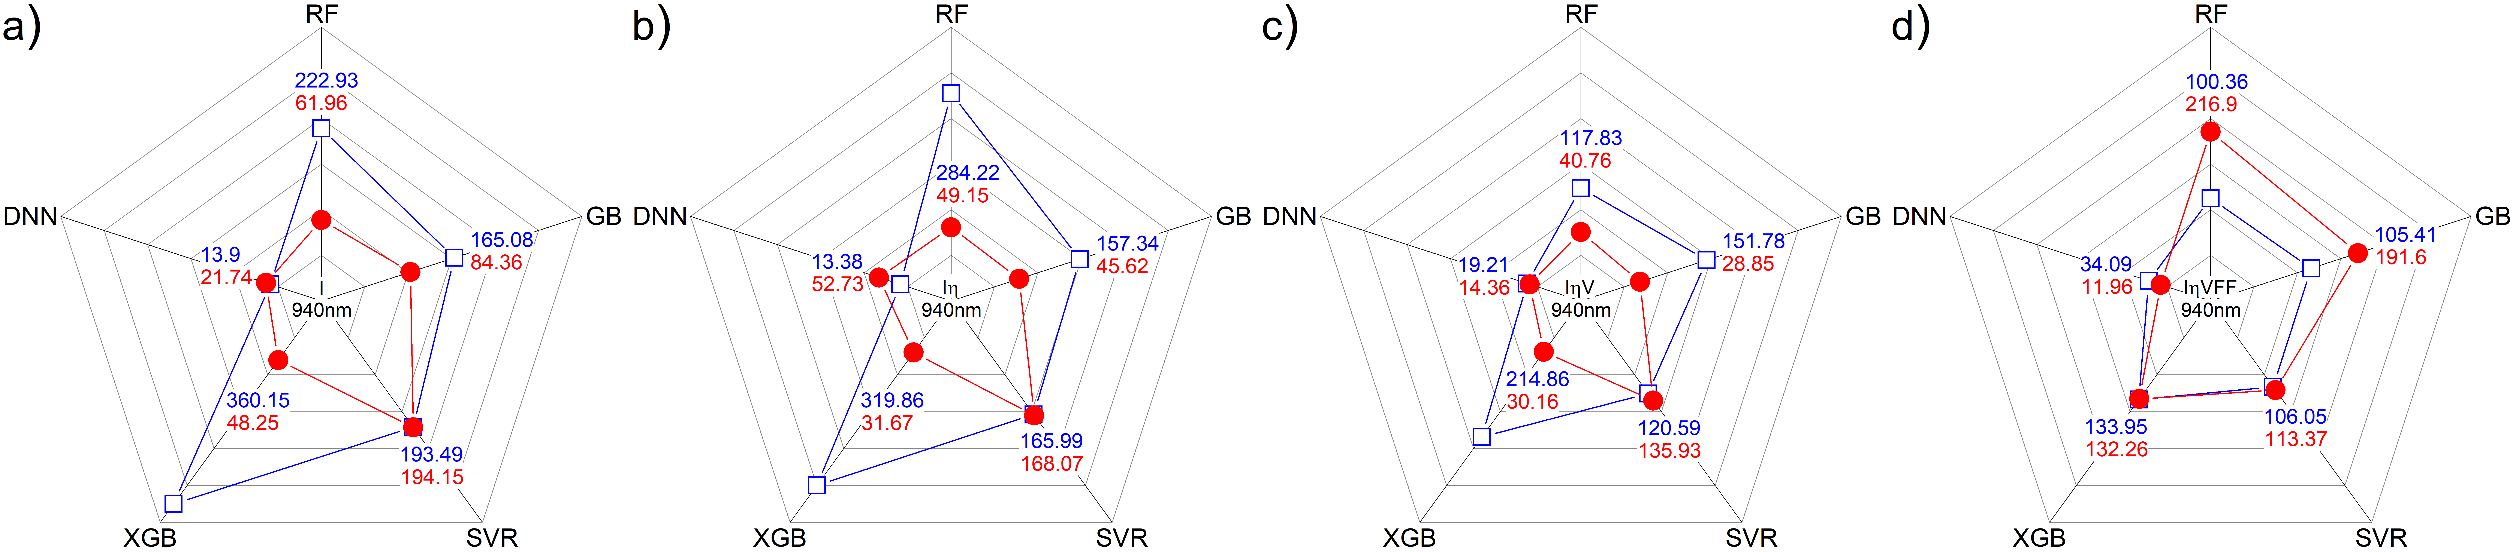 a)
RF
222.93
61.96
DNN
GB
13.9
21.74
165.08
84.36
I
940nm
360.15
48.25
193.49
194.15
XGB
SVR
b)
RF
284.22
49.15
DNN
GB
13.38
52.73
157.34
45.62
Iη
940nm
319.86
31.67
165.99
168.07
XGB
SVR
c)
RF
117.83
40.76
DNN
GB
19.21
14.36
151.78
28.85
IηV
940nm
214.86
30.16
120.59
135.93
XGB
SVR
d)
RF
100.36
216.9
DNN
GB
34.09
11.96
105.41
191.6
IηVFF
940nm
133.95
132.26
106.05
113.37
XGB
SVR